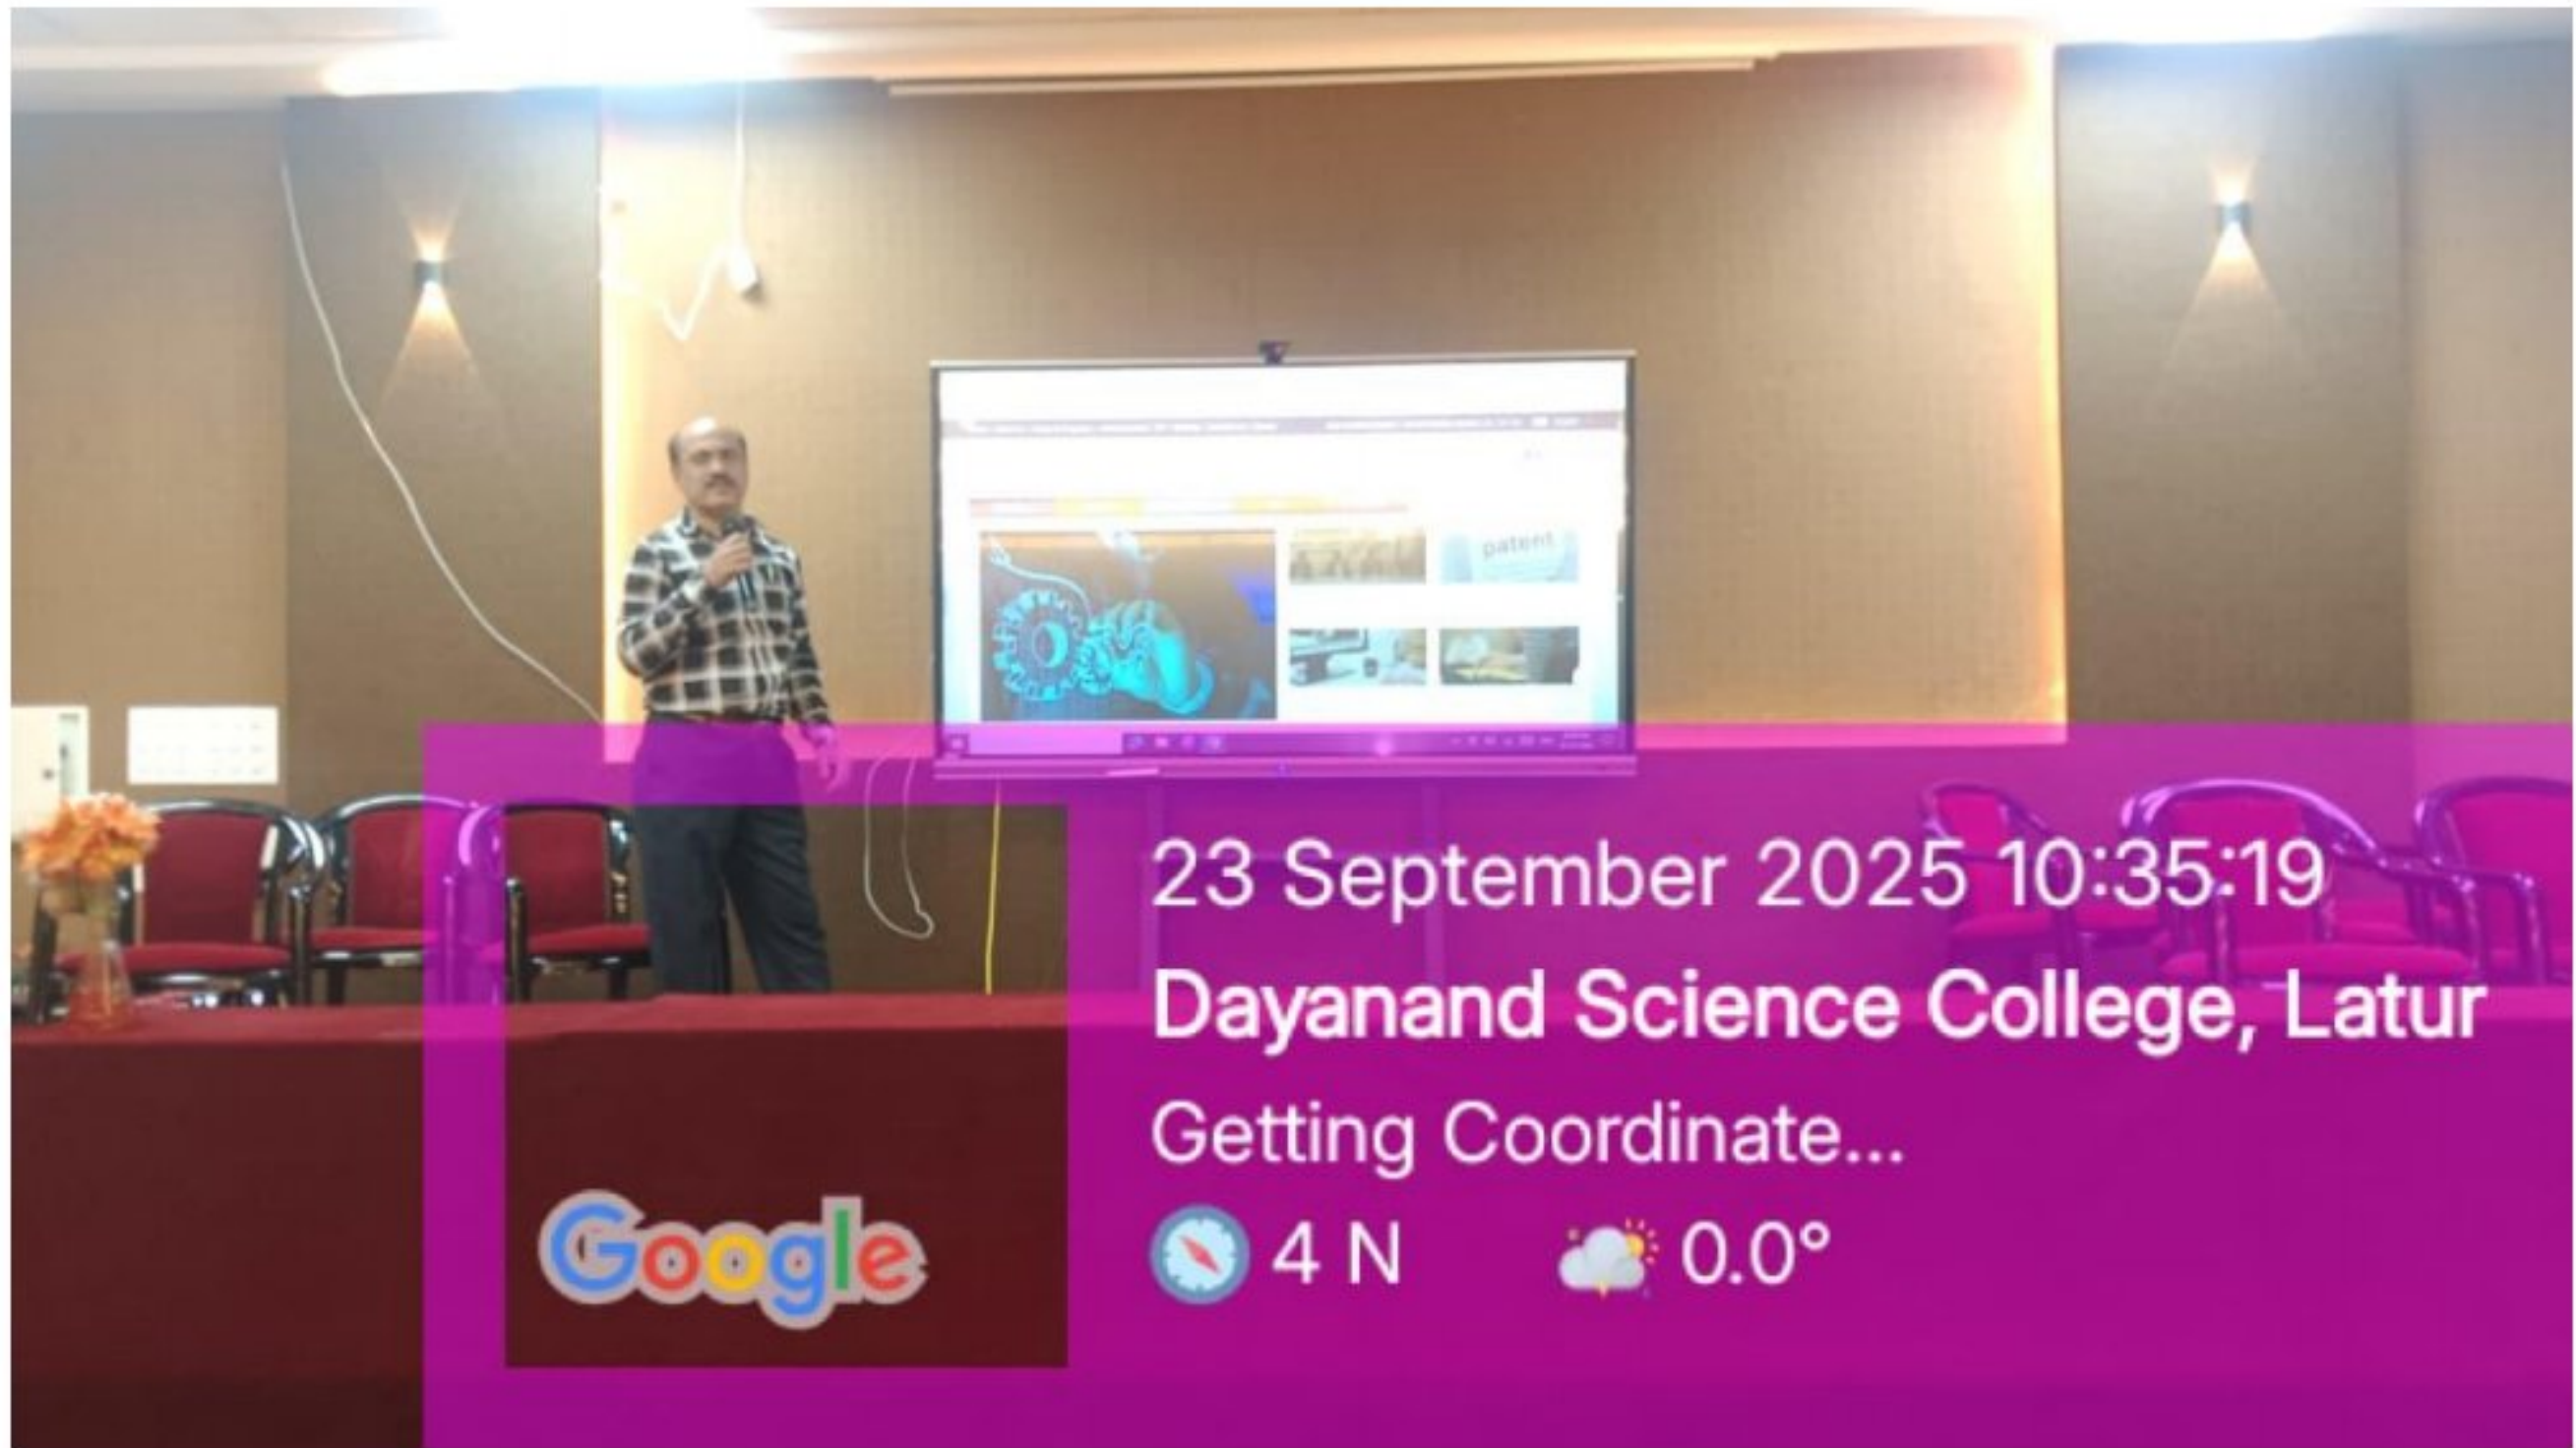 patent
23 September 2025 10:35:19
Dayanand Science College, Latur
Getting Coordinate...
4 N
0.0°
Google